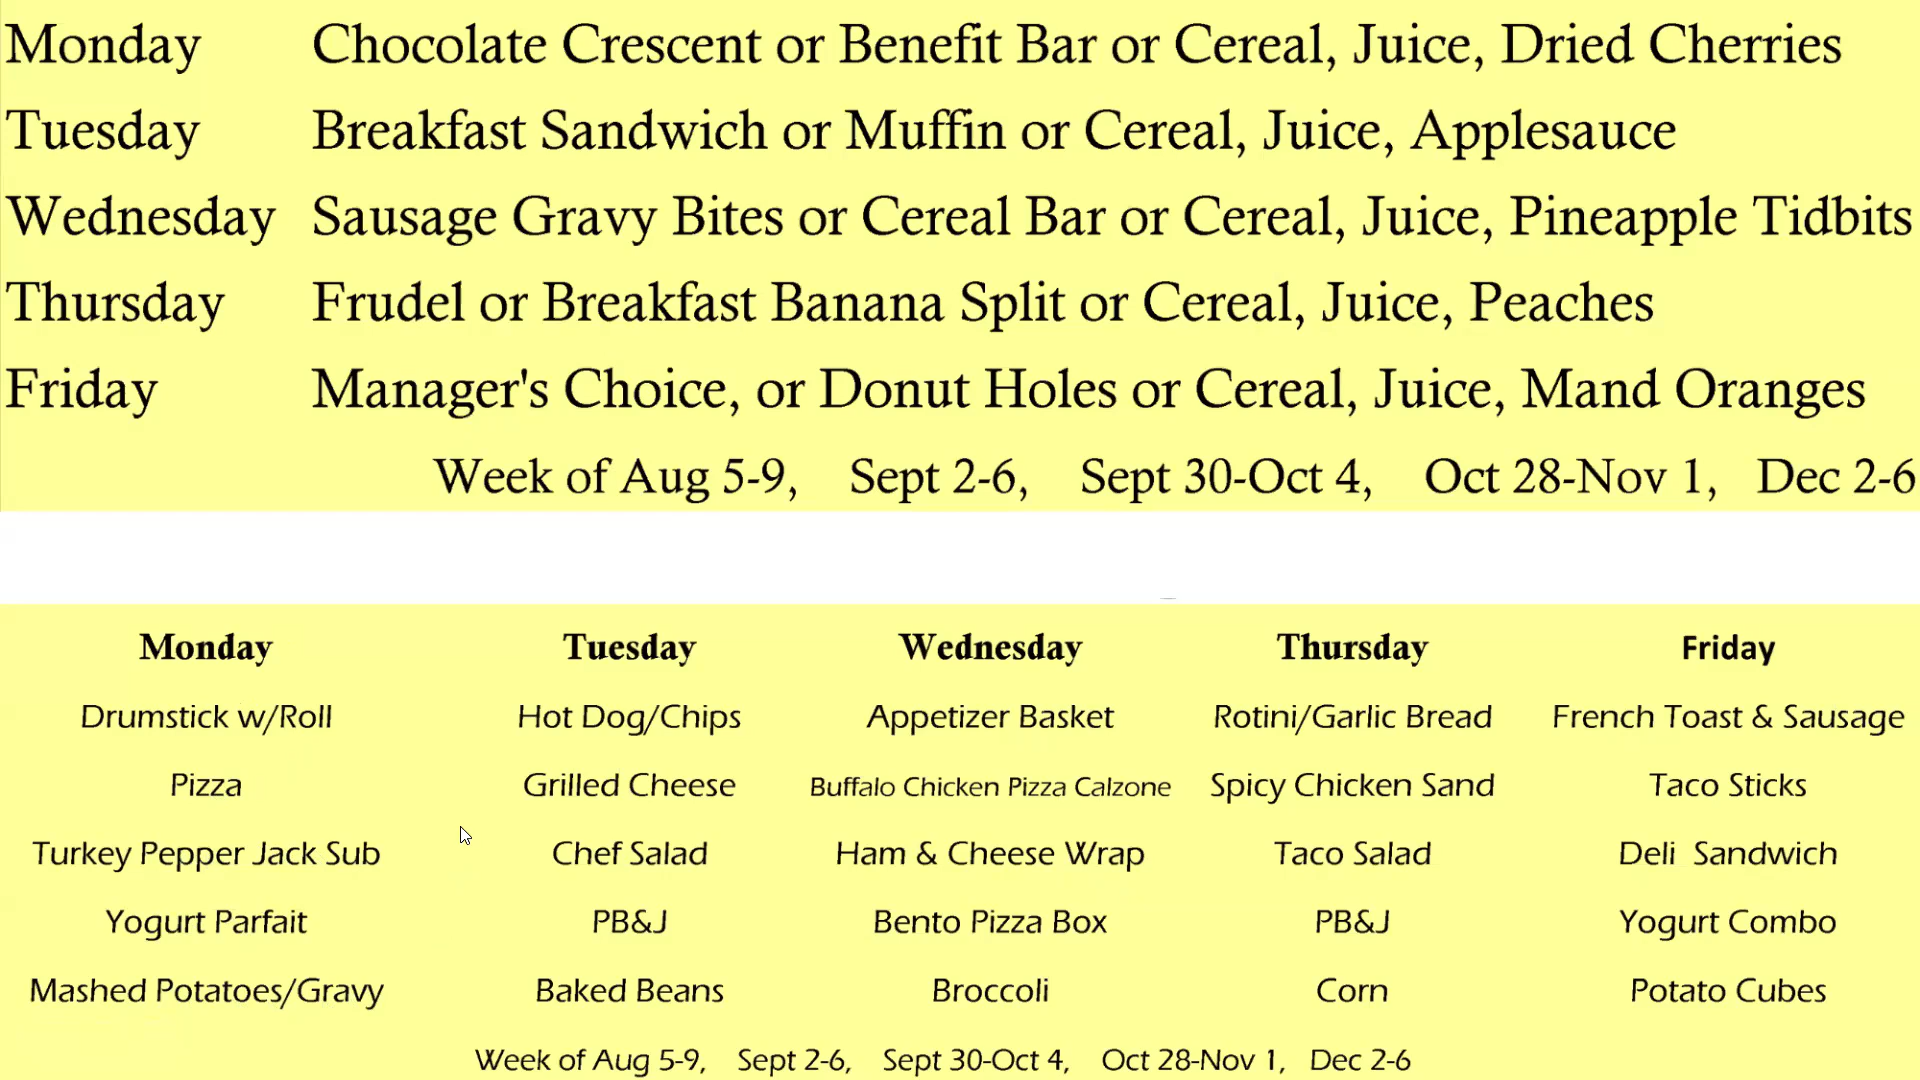 Monday Chocolate Crescent or Benefit Bar or Cereal, Juice, Dried Cherries
Tuesday Breakfast Sandwich or Muffin or Cereal, Juice, Applesauce
Wednesday Sausage Gravy Bites or Cereal Bar or Cereal, Juice, Pineapple Tidbits
Thursday Frudel or Breakfast Banana Split or Cereal, Juice, Peaches
Friday Manager's Choice, or Donut Holes or Cereal, Juice, Mand Oranges
Week of Aug 5-9, Sept 2-6, Sept 30-Oct 4, Oct 28-Nov 1, Dec 2-6
Monday Tuesday Wednesday Thursday Friday
Drumstick w/Roll Hot Dog/Chips Appetizer Basket Rotini/Garlic Bread French Toast & Sausage
Pizza Grilled Cheese Buffalo Chicken Pizza Calzone Spicy Chicken Sand Taco Sticks
Turkey Pepper Jack Sub Chef Salad Ham & Cheese Wrap Taco Salad Deli Sandwich
Yogurt Parfait PB&J Bento Pizza Box PB&J Yogurt Combo
Mashed Potatoes/Gravy Baked Beans Broccoli Corn Potato Cubes
Week of Aug 5-9, Sept 2-6, Sept 30-Oct 4, Oct 28-Nov 1, Dec 2-6